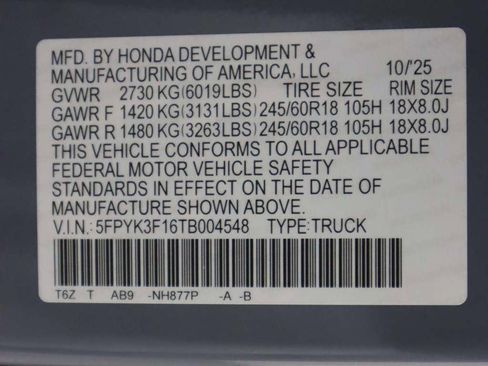 MFD. BY HONDA DEVELOPMENT &
MANUFACTURING OF AMERICA, LLC 10/'25
GVWR 2730 KG(6019LBS) TIRE SIZE RIM SIZE
GAWR F 1420 KG(3131LBS) 245/60R18 105H 18X8.0J
GAWR R 1480 KG(3263LBS) 245/60R18 105H 18X8.0J
THIS VEHICLE CONFORMS TO ALL APPLICABLE
FEDERAL MOTOR VEHICLE SAFETY
STANDARDS IN EFFECT ON THE DATE OF
MANUFACTURE SHOWN ABOVE.
V.I.N.: 5FPYK3F16TB004548 TYPE: TRUCK
T6Z T AB9 -NH877P -A -B